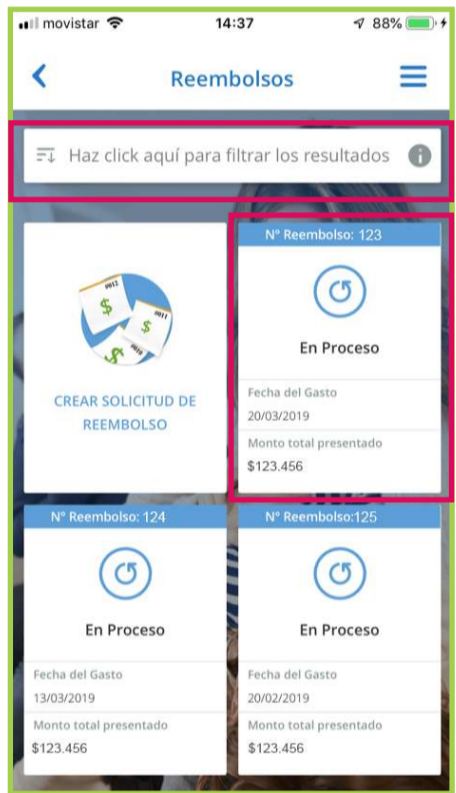 movistar 14:37 88%
Reembolsos
Haz click aquí para filtrar los resultados
CREAR SOLICITUD DE
REEMBOLSO
N° Reembolso: 123
En Proceso
Fecha del Gasto
20/03/2019
Monto total presentado
$123.456
N° Reembolso: 124
En Proceso
Fecha del Gasto
13/03/2019
Monto total presentado
$123.456
N° Reembolso:125
En Proceso
Fecha del Gasto
20/02/2019
Monto total presentado
$123.456